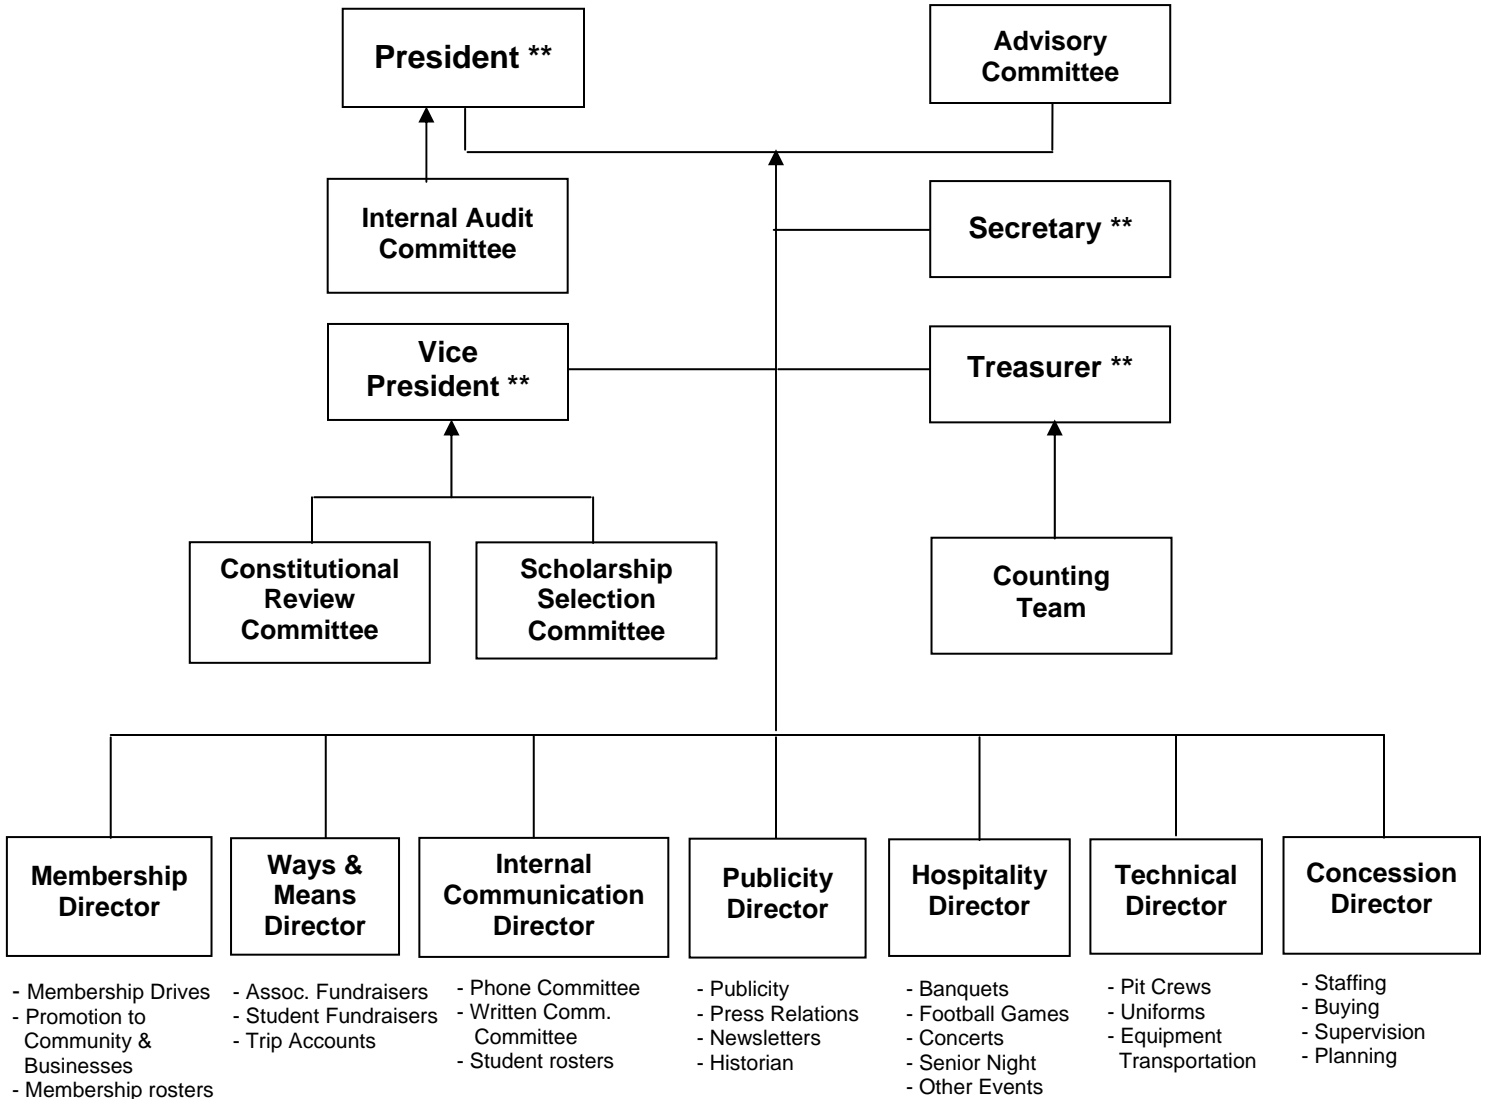 President **
Advisory
Committee
Internal Audit
Committee
Secretary **
Vice
President **
Treasurer **
Constitutional
Review
Committee
Scholarship
Selection
Committee
Counting
Team
Membership
Director
Ways &
Means
Director
Internal
Communication
Director
Publicity
Director
Hospitality
Director
Technical
Director
Concession
Director
- Membership Drives
- Promotion to
Community &
Businesses
- Membership rosters
- Assoc. Fundraisers
- Student Fundraisers
- Trip Accounts
- Phone Committee
- Written Comm.
Committee
- Student rosters
- Publicity
- Press Relations
- Newsletters
- Historian
- Banquets
- Football Games
- Concerts
- Senior Night
- Other Events
- Pit Crews
- Uniforms
- Equipment
Transportation
- Staffing
- Buying
- Supervision
- Planning